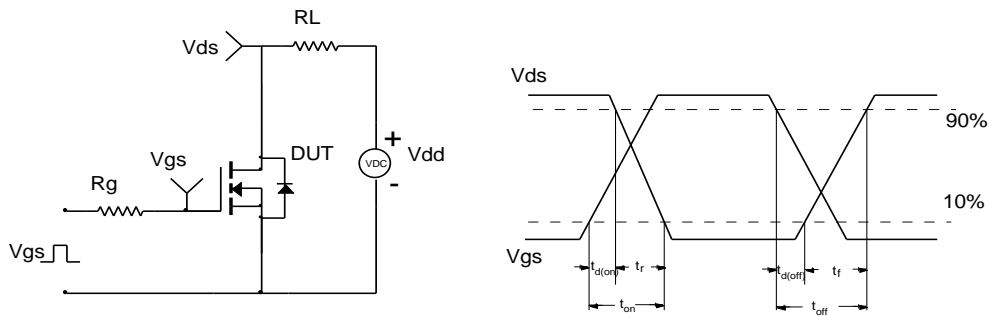 RL
Vds
Vgs
DUT
VDC
+
-
Vdd
Rg
Vgs
Vds
90%
10%
Vgs
td(on)
tr
td(off)
tf
ton
toff